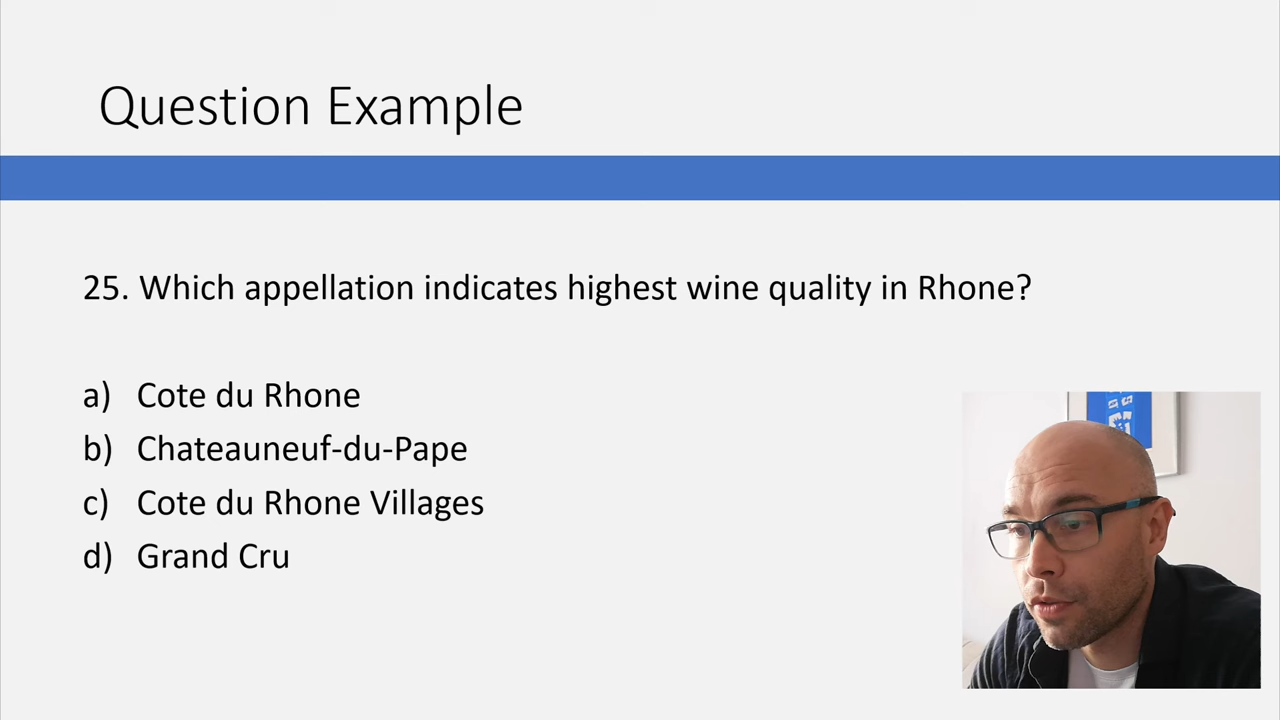 Question Example
25. Which appellation indicates highest wine quality in Rhone?
a) Cote du Rhone
b) Chateauneuf-du-Pape
c) Cote du Rhone Villages
d) Grand Cru